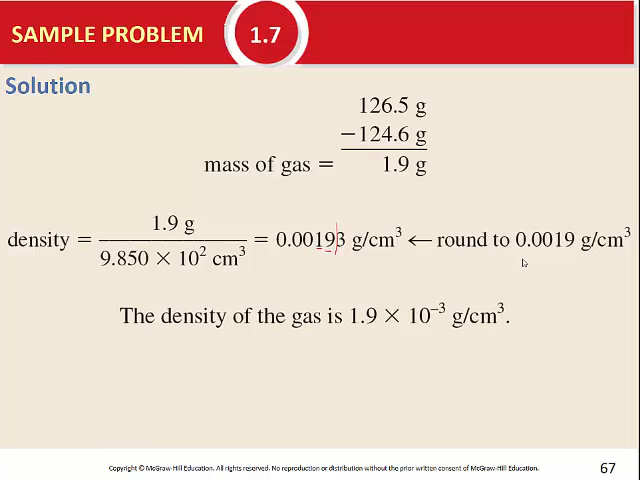 SAMPLE PROBLEM 1.7
Solution
126.5 g
−124.6 g
mass of gas = 1.9 g
density = 1.9 g / 9.850 × 10² cm³ = 0.00193 g/cm³ ← round to 0.0019 g/cm³
The density of the gas is 1.9 × 10⁻³ g/cm³.
Copyright © McGraw-Hill Education. All rights reserved. No reproduction or distribution without the prior written consent of McGraw-Hill Education.
67